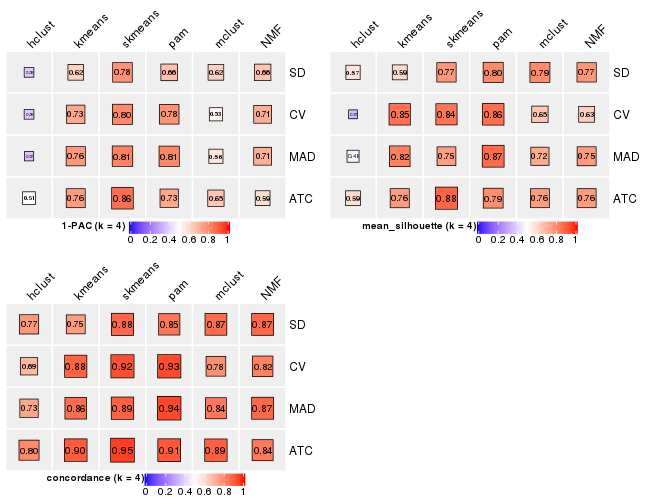 hclust kmeans skmeans pam mclust NMF
0.62 0.78 0.66 0.62 0.66 SD
0.73 0.80 0.78 0.53 0.71 CV
0.76 0.81 0.81 0.56 0.71 MAD
0.51 0.76 0.86 0.73 0.65 0.59 ATC
1-PAC (k = 4)
0 0.2 0.4 0.6 0.8 1
hclust kmeans skmeans pam mclust NMF
0.57 0.59 0.77 0.80 0.79 0.77 SD
0.85 0.84 0.86 0.65 0.63 CV
0.82 0.75 0.87 0.72 0.75 MAD
0.59 0.76 0.88 0.79 0.76 0.76 ATC
mean_silhouette (k = 4)
0 0.2 0.4 0.6 0.8 1
hclust kmeans skmeans pam mclust NMF
0.77 0.75 0.88 0.85 0.87 0.87 SD
0.69 0.88 0.92 0.93 0.78 0.82 CV
0.73 0.86 0.89 0.94 0.84 0.87 MAD
0.80 0.90 0.95 0.91 0.89 0.84 ATC
concordance (k = 4)
0 0.2 0.4 0.6 0.8 1